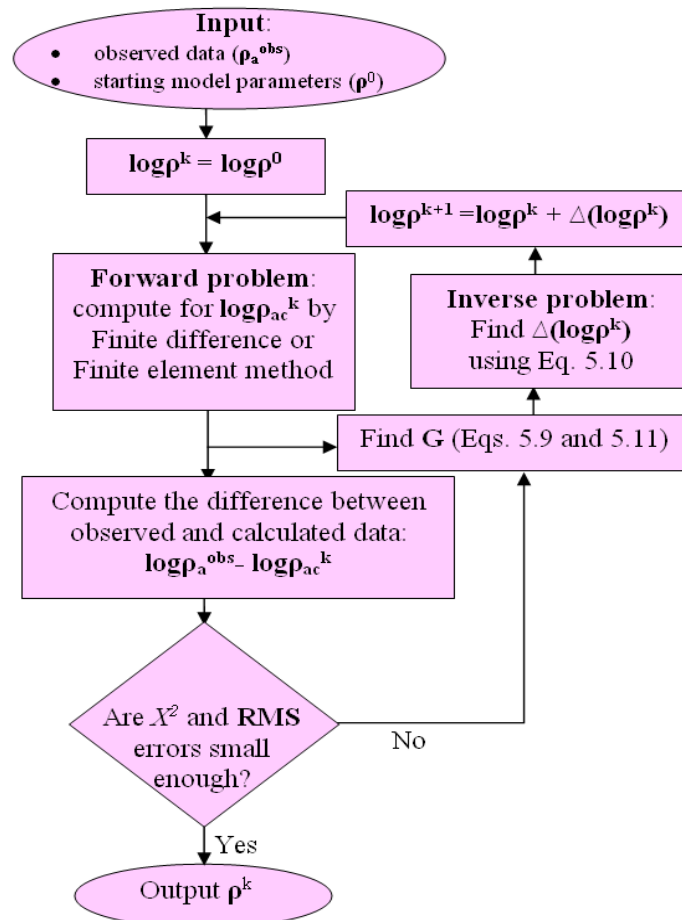 Input:
• observed data (ρₐᵒᵇˢ)
• starting model parameters (ρ⁰)
logρᵏ = logρ⁰
logρᵏ⁺¹ =logρᵏ + Δ(logρᵏ)
Forward problem:
compute for logρ_ac^k by
Finite difference or
Finite element method
Inverse problem:
Find Δ(logρᵏ)
using Eq. 5.10
Find G (Eqs. 5.9 and 5.11)
Compute the difference between
observed and calculated data:
logρₐᵒᵇˢ– logρ_ac^k
Are X² and RMS
errors small
enough?
No
Yes
Output ρᵏ